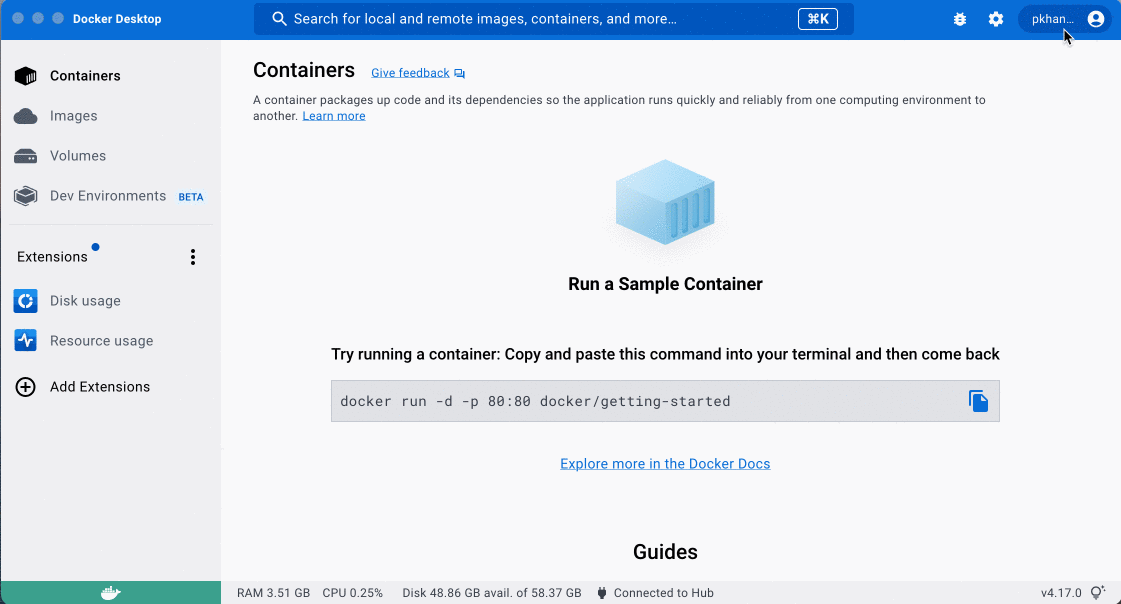 Docker Desktop
Search for local and remote images, containers, and more...
⌘K
pkhan...
Containers
Images
Volumes
Dev Environments BETA
Extensions
Disk usage
Resource usage
Add Extensions
Containers Give feedback
A container packages up code and its dependencies so the application runs quickly and reliably from one computing environment to
another. Learn more
Run a Sample Container
Try running a container: Copy and paste this command into your terminal and then come back
docker run -d -p 80:80 docker/getting-started
Explore more in the Docker Docs
Guides
RAM 3.51 GB CPU 0.25% Disk 48.86 GB avail. of 58.37 GB Connected to Hub v4.17.0